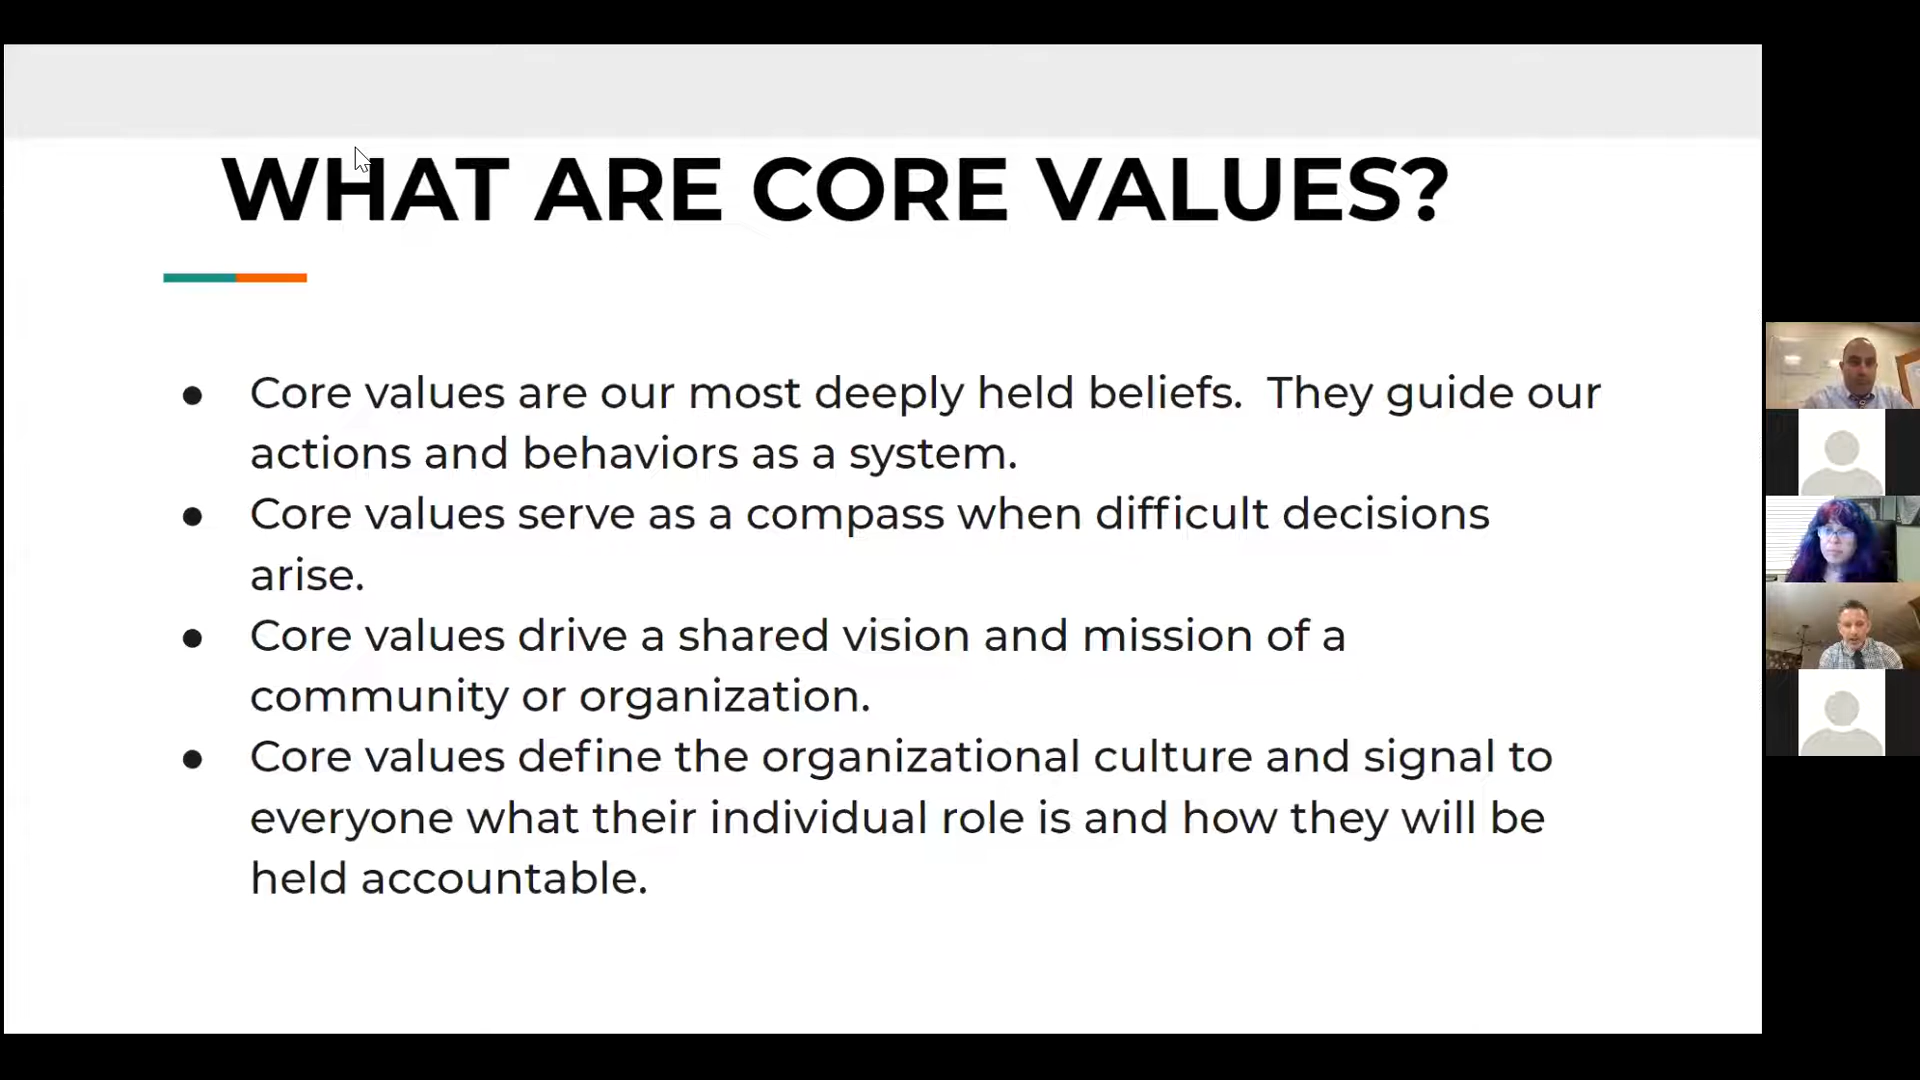 WHAT ARE CORE VALUES?
● Core values are our most deeply held beliefs.  They guide our
actions and behaviors as a system.
● Core values serve as a compass when difficult decisions
arise.
● Core values drive a shared vision and mission of a
community or organization.
● Core values define the organizational culture and signal to
everyone what their individual role is and how they will be
held accountable.